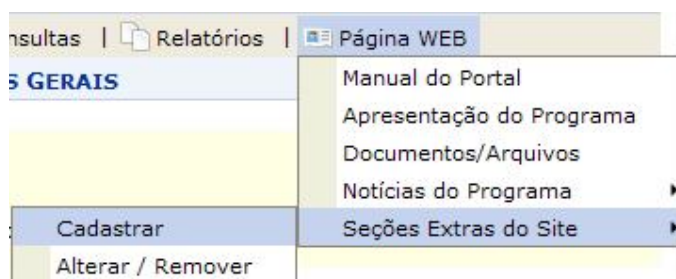 nsultas | Relatórios | Página WEB
S GERAIS
Manual do Portal
Apresentação do Programa
Documentos/Arquivos
Notícias do Programa
Seções Extras do Site
Cadastrar
Alterar / Remover